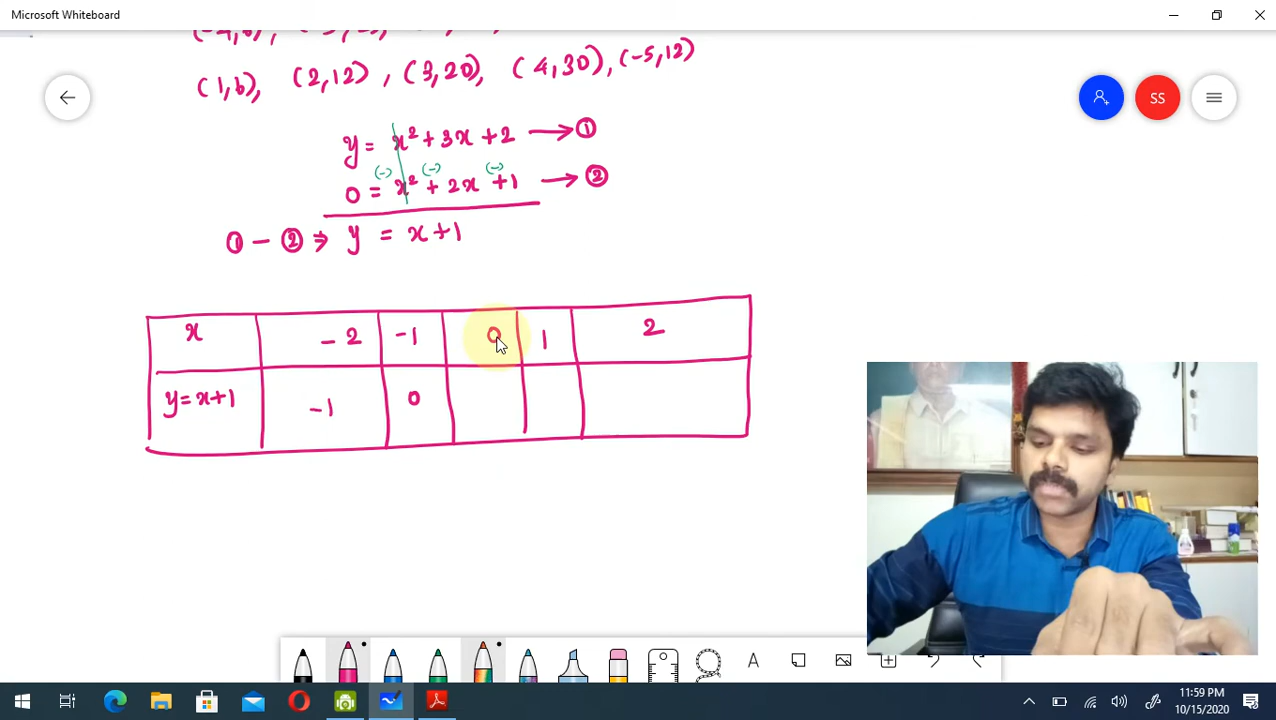 Microsoft Whiteboard
(1,6), (2,12), (3,20), (4,30), (-5,12)
y = x² + 3x + 2 → ①
(-) (-) (-)
0 = x² + 2x + 1 → ②
① - ② ⇒ y = x + 1
x -2 -1 0 1 2
y = x+1 -1 0
SS
A
11:59 PM
10/15/2020